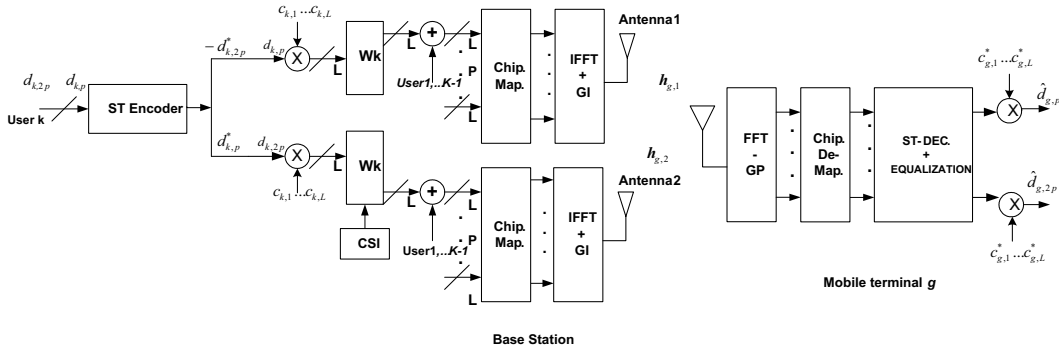 c_{k,1} ...c_{k,L}
− d*_{k,2p} d_{k,p}
X
L
Wk
L
+
User1,...K-1
L
P
L
Chip.
Map.
IFFT
+
GI
Antenna1
d_{k,2p} d_{k,p}
User k
ST Encoder
d*_{k,p} d_{k,2p}
X
c_{k,1} ...c_{k,L}
L
Wk
CSI
L
+
User1,...K-1
L
P
L
Chip.
Map.
IFFT
+
GI
Antenna2
h_{g,1}
h_{g,2}
FFT
-
GP
Chip.
De-
Map.
ST-DEC.
+
EQUALIZATION
c*_{g,1} ...c*_{g,L}
X
d̂_{g,p}
X
d̂_{g,2p}
c*_{g,1} ...c*_{g,L}
Mobile terminal g
Base Station